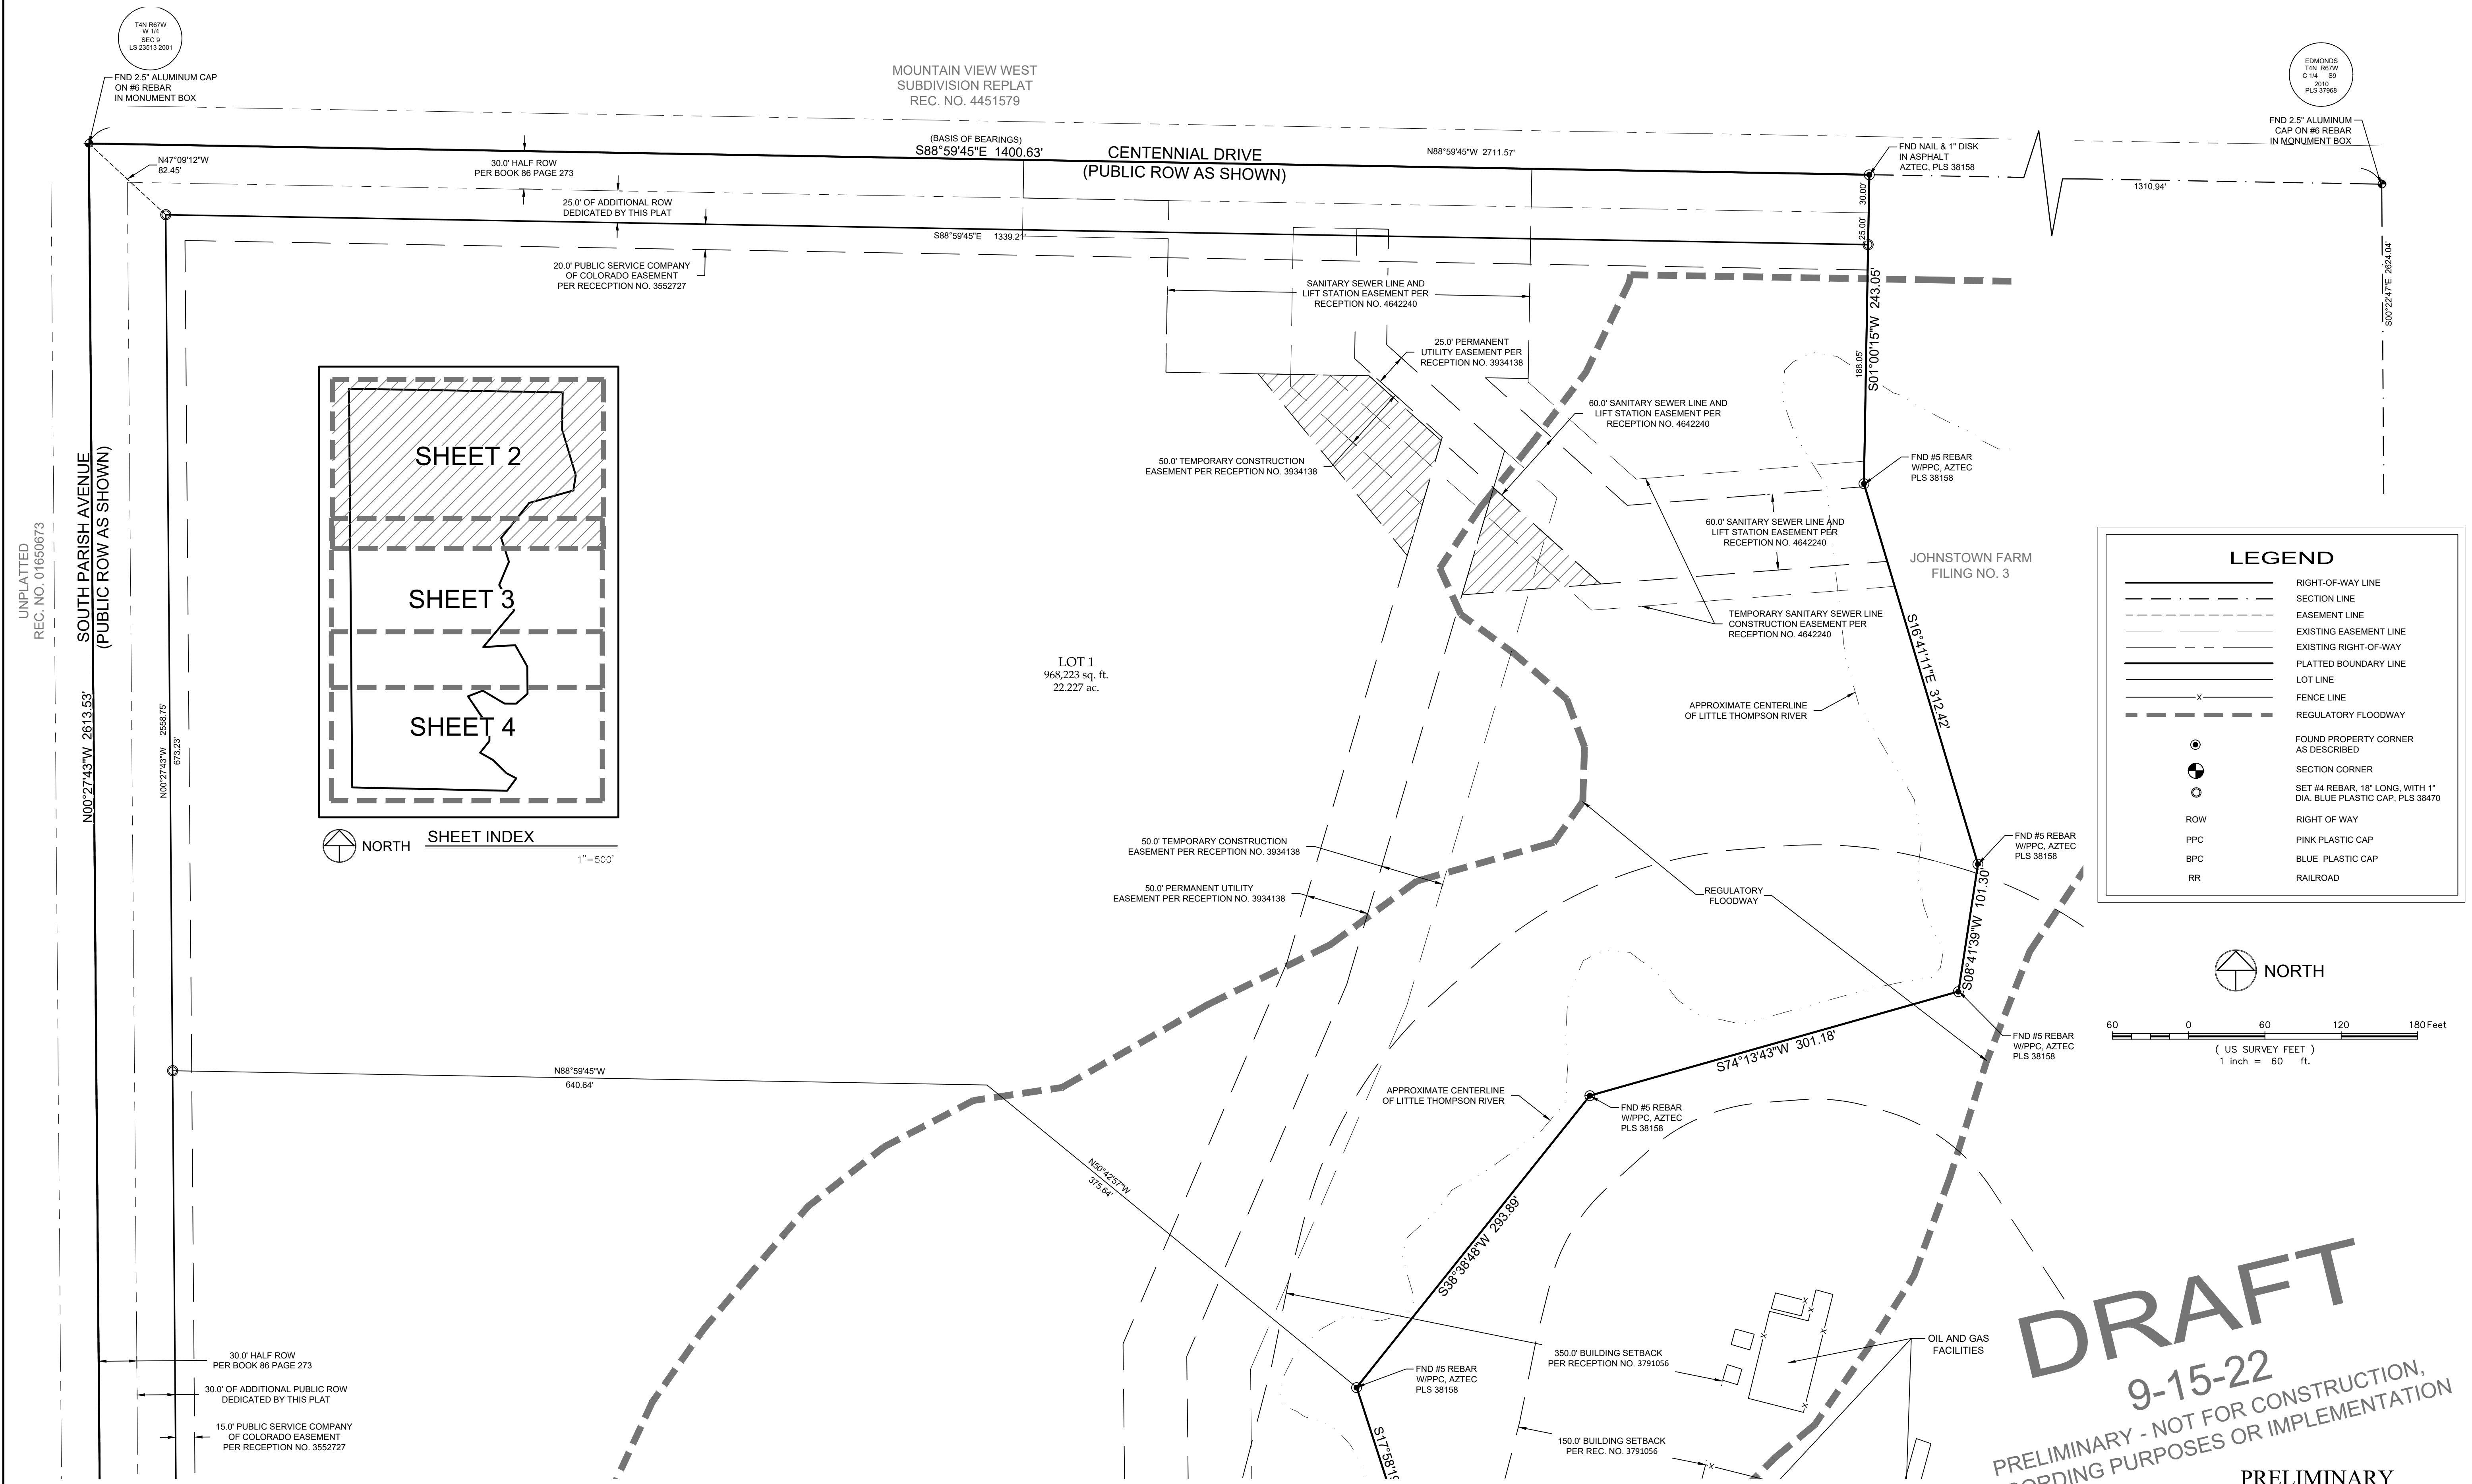 T4N R67W
W 1/4
SEC 9
LS 23513 2001
FND 2.5" ALUMINUM CAP
ON #6 REBAR
IN MONUMENT BOX
MOUNTAIN VIEW WEST
SUBDIVISION REPLAT
REC. NO. 4451579
EDMONDS
T4N R67W
C 1/4 S9
2010
PLS 37968
FND 2.5" ALUMINUM
CAP ON #6 REBAR
IN MONUMENT BOX
N47°09'12"W
82.45'
30.0' HALF ROW
PER BOOK 86 PAGE 273
(BASIS OF BEARINGS)
S88°59'45"E 1400.63'
CENTENNIAL DRIVE
(PUBLIC ROW AS SHOWN)
N88°59'45"W 2711.57'
FND NAIL & 1" DISK
IN ASPHALT
AZTEC, PLS 38158
1310.94'
30.00'
25.00'
25.0' OF ADDITIONAL ROW
DEDICATED BY THIS PLAT
S88°59'45"E 1339.21'
20.0' PUBLIC SERVICE COMPANY
OF COLORADO EASEMENT
PER RECECPTION NO. 3552727
SANITARY SEWER LINE AND
LIFT STATION EASEMENT PER
RECEPTION NO. 4642240
S01°00'15"W 243.05'
188.05'
S00°22'47"E 2624.04'
25.0' PERMANENT
UTILITY EASEMENT PER
RECEPTION NO. 3934138
60.0' SANITARY SEWER LINE AND
LIFT STATION EASEMENT PER
RECEPTION NO. 4642240
50.0' TEMPORARY CONSTRUCTION
EASEMENT PER RECEPTION NO. 3934138
FND #5 REBAR
W/PPC, AZTEC
PLS 38158
60.0' SANITARY SEWER LINE AND
LIFT STATION EASEMENT PER
RECEPTION NO. 4642240
JOHNSTOWN FARM
FILING NO. 3
TEMPORARY SANITARY SEWER LINE
CONSTRUCTION EASEMENT PER
RECEPTION NO. 4642240
UNPLATTED
REC. NO. 01650673
SOUTH PARISH AVENUE
(PUBLIC ROW AS SHOWN)
N00°27'43"W 2613.53'
N00°27'43"W 2558.75'
673.23'
SHEET 2
SHEET 3
SHEET 4
NORTH
SHEET INDEX
1"=500'
LOT 1
968,223 sq. ft.
22.227 ac.
S16°41'11"E 312.42'
APPROXIMATE CENTERLINE
OF LITTLE THOMPSON RIVER
LEGEND
RIGHT-OF-WAY LINE
SECTION LINE
EASEMENT LINE
EXISTING EASEMENT LINE
EXISTING RIGHT-OF-WAY
PLATTED BOUNDARY LINE
LOT LINE
X FENCE LINE
REGULATORY FLOODWAY
FOUND PROPERTY CORNER
AS DESCRIBED
SECTION CORNER
SET #4 REBAR, 18" LONG, WITH 1"
DIA. BLUE PLASTIC CAP, PLS 38470
ROW RIGHT OF WAY
PPC PINK PLASTIC CAP
BPC BLUE PLASTIC CAP
RR RAILROAD
FND #5 REBAR
W/PPC, AZTEC
PLS 38158
50.0' TEMPORARY CONSTRUCTION
EASEMENT PER RECEPTION NO. 3934138
50.0' PERMANENT UTILITY
EASEMENT PER RECEPTION NO. 3934138
REGULATORY
FLOODWAY
S08°41'39"W 101.30'
NORTH
60 0 60 120 180 Feet
( US SURVEY FEET )
1 inch = 60 ft.
FND #5 REBAR
W/PPC, AZTEC
PLS 38158
S74°13'43"W 301.18'
N88°59'45"W
640.64'
APPROXIMATE CENTERLINE
OF LITTLE THOMPSON RIVER
FND #5 REBAR
W/PPC, AZTEC
PLS 38158
N50°42'57"W
375.64'
S38°38'48"W 293.89'
30.0' HALF ROW
PER BOOK 86 PAGE 273
30.0' OF ADDITIONAL PUBLIC ROW
DEDICATED BY THIS PLAT
15.0' PUBLIC SERVICE COMPANY
OF COLORADO EASEMENT
PER RECEPTION NO. 3552727
FND #5 REBAR
W/PPC, AZTEC
PLS 38158
350.0' BUILDING SETBACK
PER RECEPTION NO. 3791056
OIL AND GAS
FACILITIES
150.0' BUILDING SETBACK
PER REC. NO. 3791056
X
X
X
X
X
X
S17°58'19
DRAFT
9-15-22
PRELIMINARY - NOT FOR CONSTRUCTION,
PURPOSES OR IMPLEMENTATION
PRELIMINARY